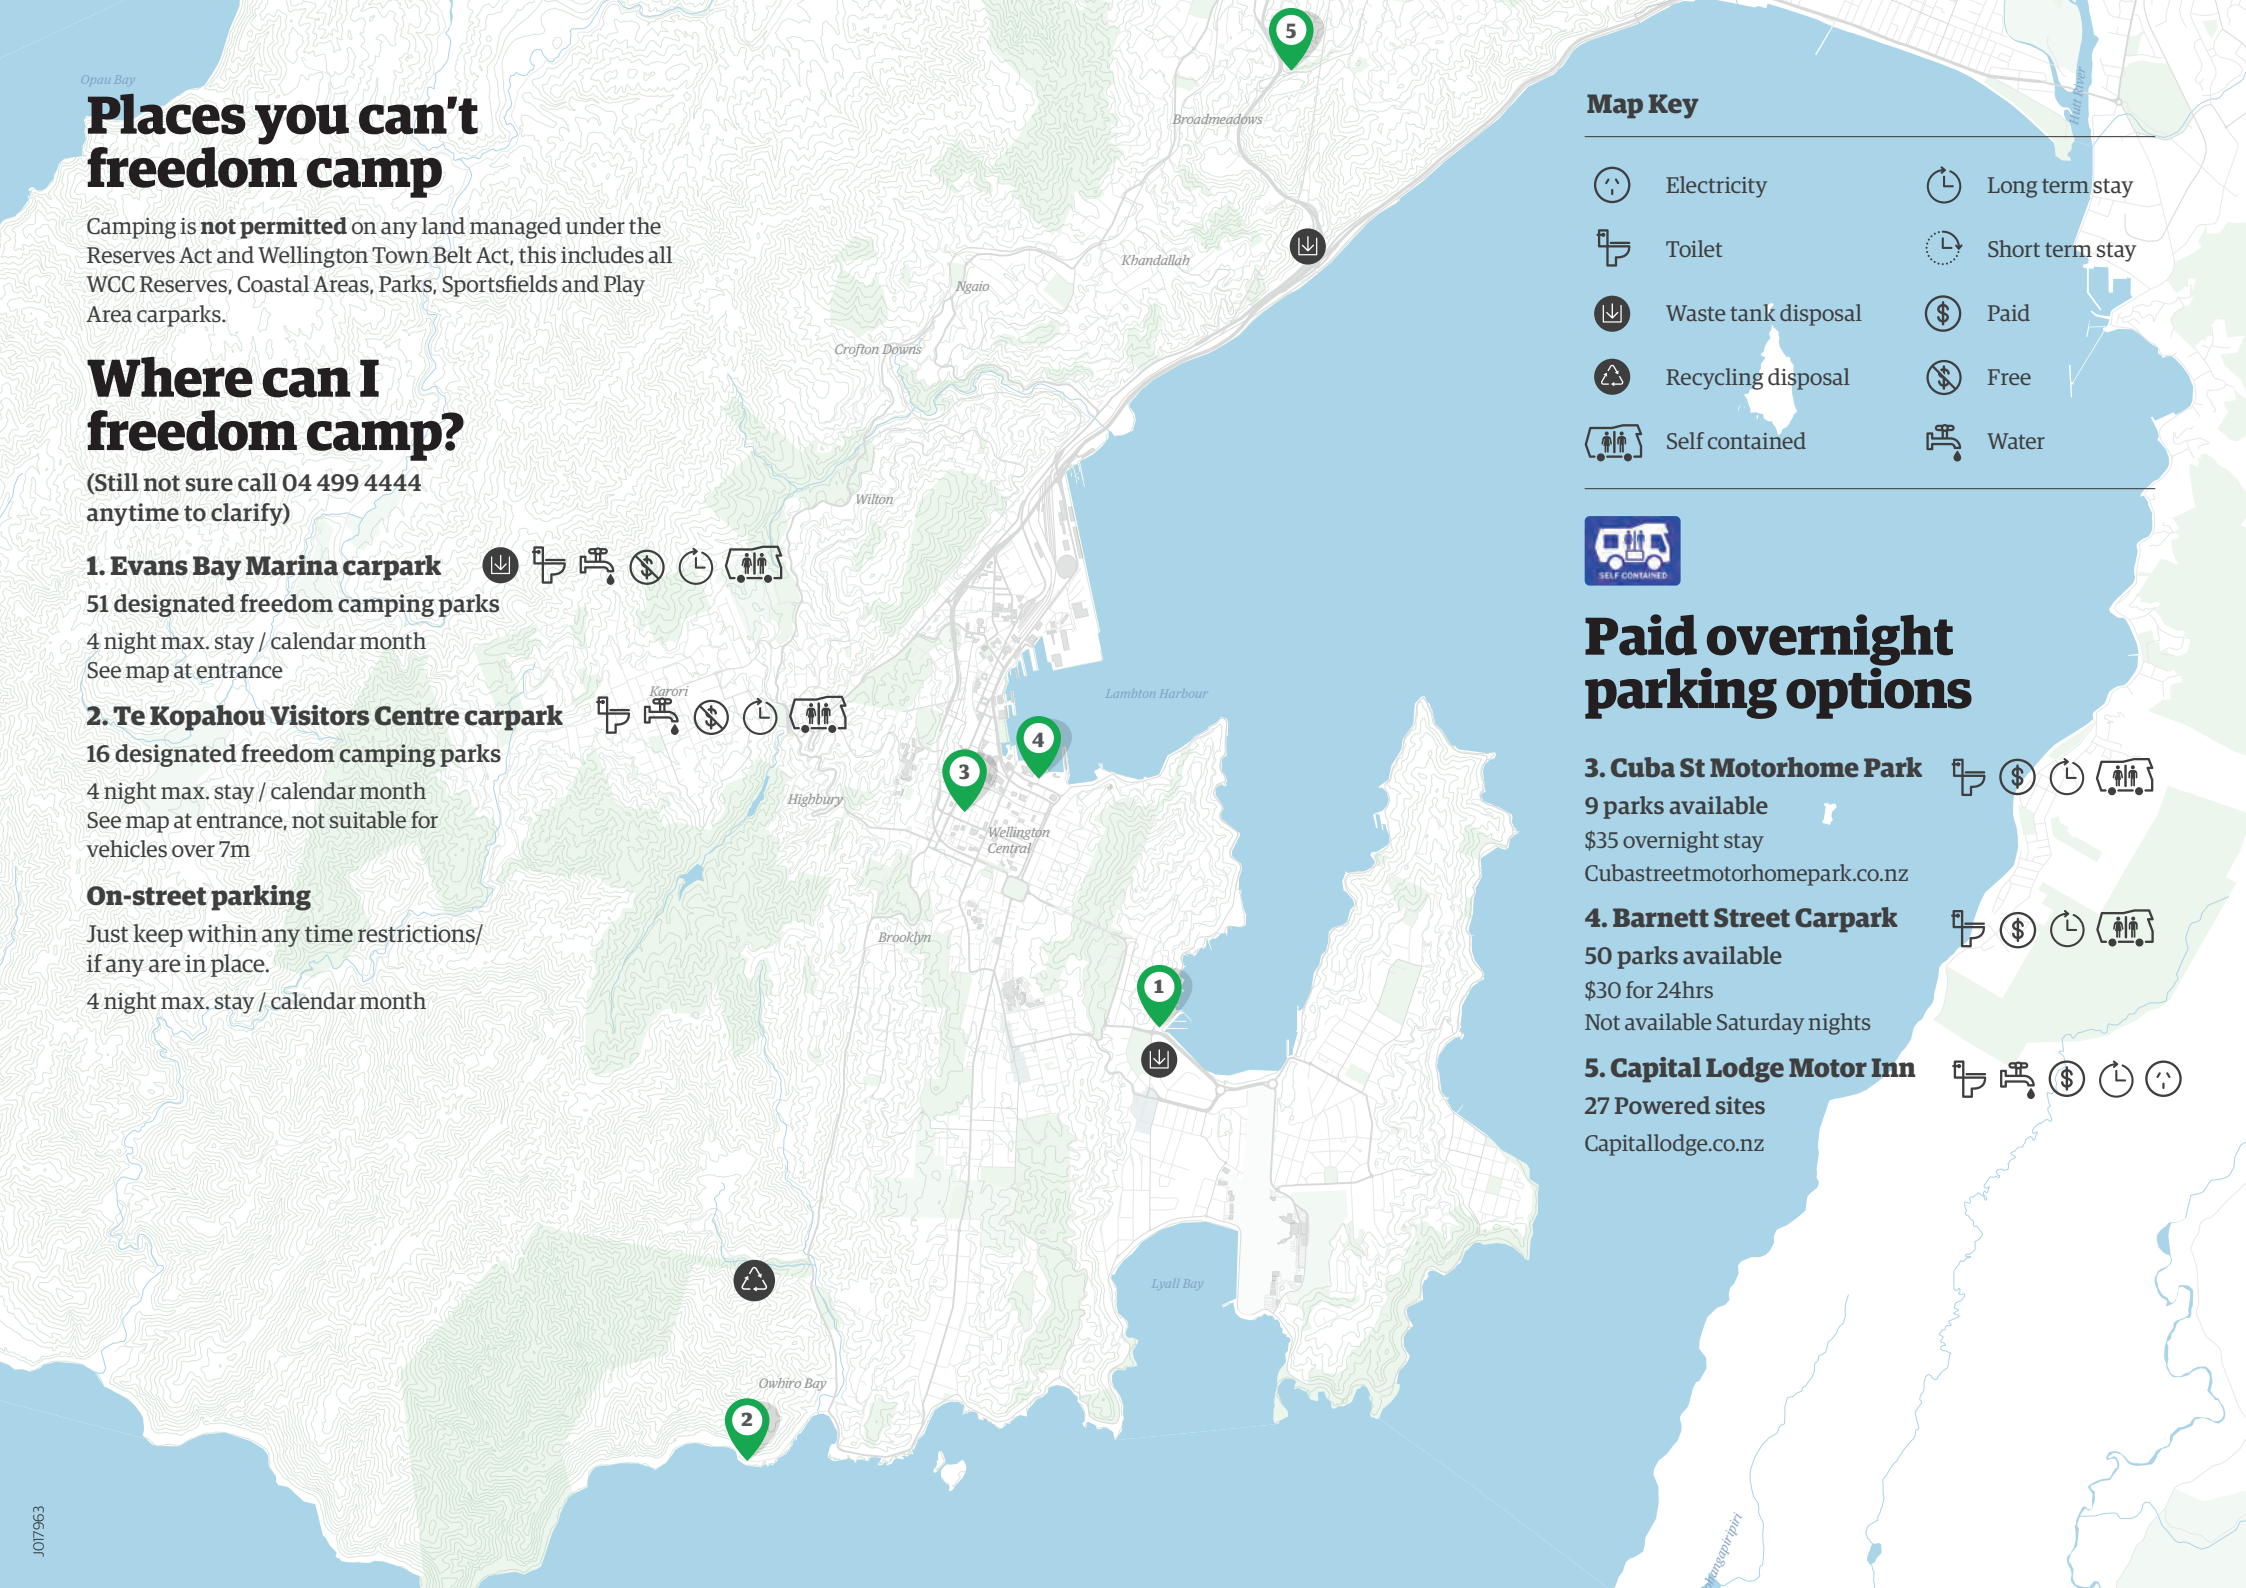 Places you can't
freedom camp
Camping is not permitted on any land managed under the
Reserves Act and Wellington Town Belt Act, this includes all
WCC Reserves, Coastal Areas, Parks, Sportsfields and Play
Area carparks.
Where can I
freedom camp?
(Still not sure call 04 499 4444
anytime to clarify)
1. Evans Bay Marina carpark
51 designated freedom camping parks
4 night max. stay / calendar month
See map at entrance
2. Te Kopahou Visitors Centre carpark
16 designated freedom camping parks
4 night max. stay / calendar month
See map at entrance, not suitable for
vehicles over 7m
On-street parking
Just keep within any time restrictions/
if any are in place.
4 night max. stay / calendar month
JO17963
Opau Bay
5
Broadmeadows
Khandallah
Ngaio
Crofton Downs
Wilton
Karori
Lambton Harbour
4
3
Highbury
Wellington
Central
Brooklyn
1
Lyall Bay
Owhiro Bay
2
Hutt River
Map Key
Electricity
Long term stay
Toilet
Short term stay
Waste tank disposal
Paid
Recycling disposal
Free
Self contained
Water
SELF CONTAINED
Paid overnight
parking options
3. Cuba St Motorhome Park
9 parks available
$35 overnight stay
Cubastreetmotorhomepark.co.nz
4. Barnett Street Carpark
50 parks available
$30 for 24hrs
Not available Saturday nights
5. Capital Lodge Motor Inn
27 Powered sites
Capitallodge.co.nz